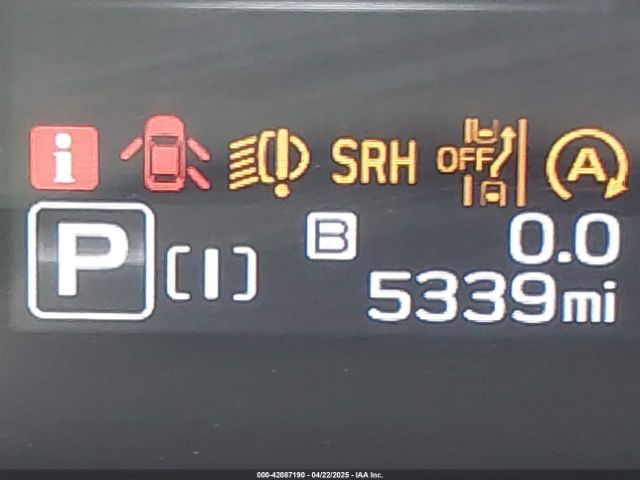 i SRH OFF A
P B 0.0
5339mi
000-42087190 - 04/22/2025 - IAA Inc.